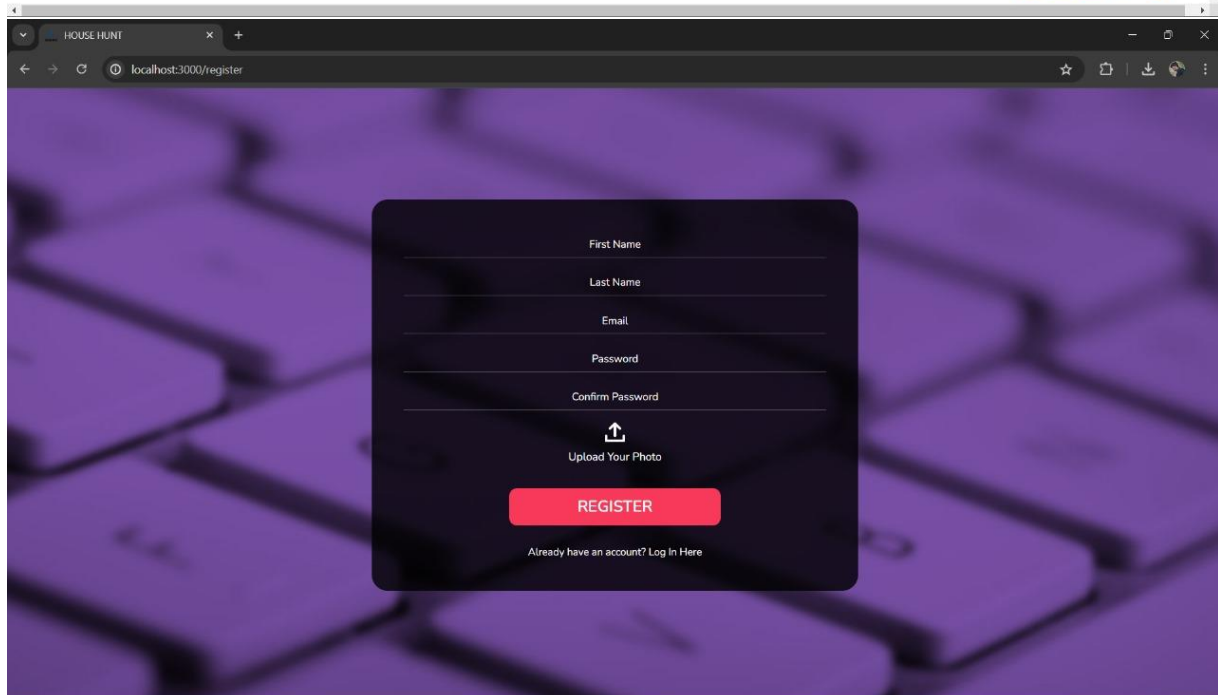 HOUSE HUNT
localhost:3000/register
First Name
Last Name
Email
Password
Confirm Password
Upload Your Photo
REGISTER
Already have an account? Log In Here
F
G
V
B